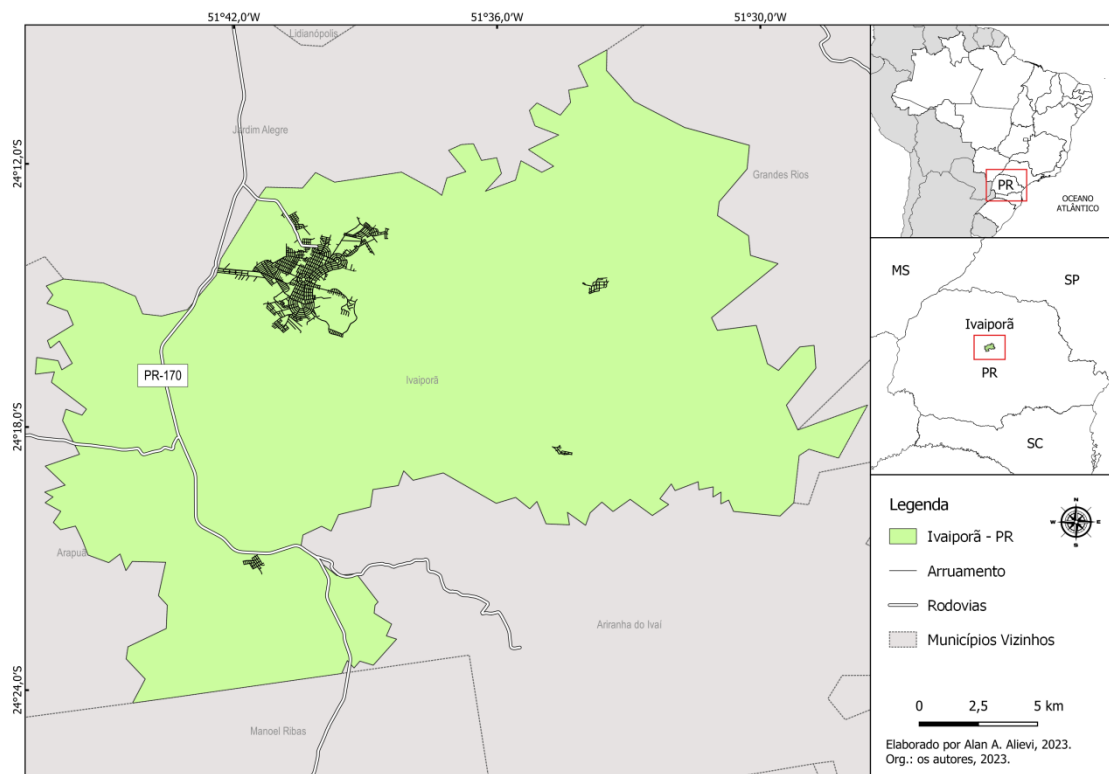 51°42,0'W
51°36,0'W
51°30,0'W
24°12,0'S
24°18,0'S
24°24,0'S
Lidianópolis
Jardim Alegre
Grandes Rios
PR-170
Ivaiporã
Arapuã
Ariranha do Ivaí
Manoel Ribas
PR
OCEANO
ATLÂNTICO
MS
SP
Ivaiporã
PR
SC
Legenda
N
W
E
S
Ivaiporã - PR
Arruamento
Rodovias
Municípios Vizinhos
0 2,5 5 km
Elaborado por Alan A. Alievi, 2023.
Org.: os autores, 2023.